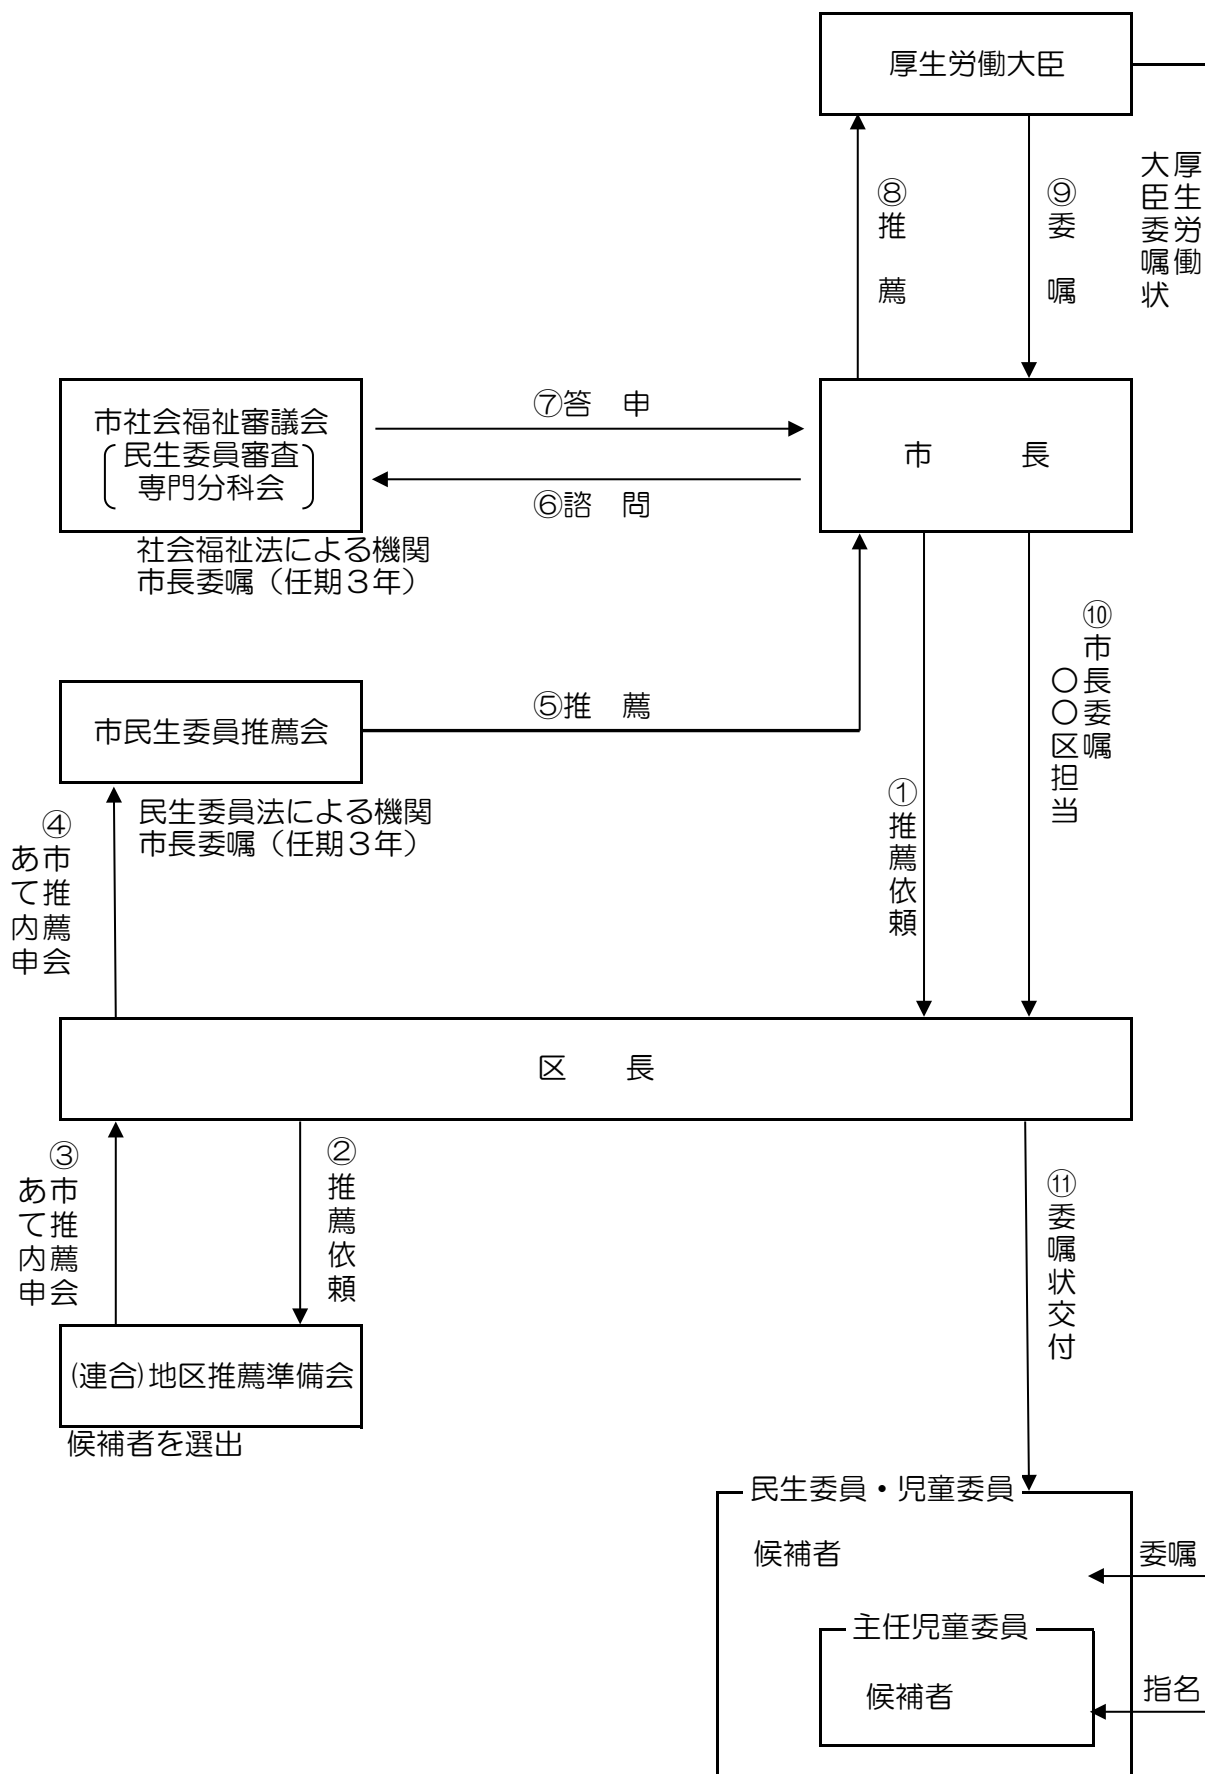 厚生労働大臣
⑧推　薦
⑨委　嘱
厚生労働
大臣委嘱状
市社会福祉審議会
民生委員審査
専門分科会
社会福祉法による機関
市長委嘱（任期３年）
⑦答　申
⑥諮　問
市　　長
市民生委員推薦会
民生委員法による機関
市長委嘱（任期３年）
⑤推　薦
①推薦依頼
⑩市長委嘱
〇〇区担当
④市推薦会
あて内申
区　長
③市推薦会
あて内申
②推薦依頼
⑪委嘱状交付
(連合)地区推薦準備会
候補者を選出
民生委員・児童委員
候補者
委嘱
主任児童委員
候補者
指名